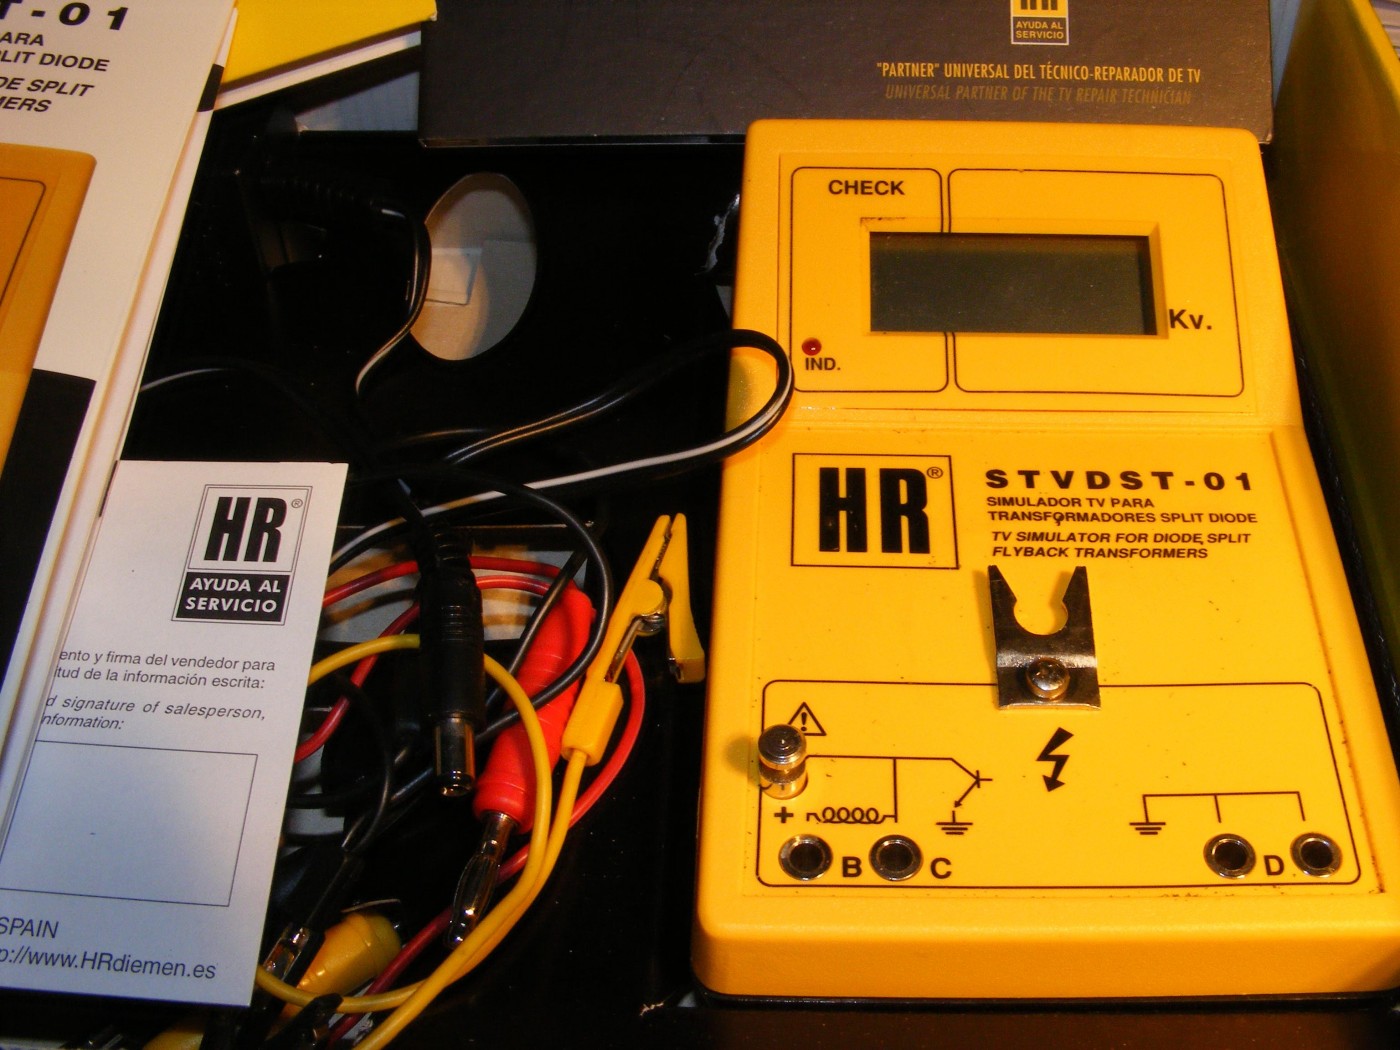 T-01
ARA
LIT DIODE
DE SPLIT
MERS
HR
AYUDA AL
SERVICIO
"PARTNER" UNIVERSAL DEL TÉCNICO-REPARADOR DE TV
UNIVERSAL PARTNER OF THE TV REPAIR TECHNICIAN
CHECK
Kv.
IND.
HR®
STVDST-01
SIMULADOR TV PARA
TRANSFORMADORES SPLIT DIODE
TV SIMULATOR FOR DIODE SPLIT
FLYBACK TRANSFORMERS
+
B
C
D
HR®
AYUDA AL
SERVICIO
ento y firma del vendedor para
itud de la información escrita:
d signature of salesperson,
nformation:
SPAIN
p://www.HRdiemen.es